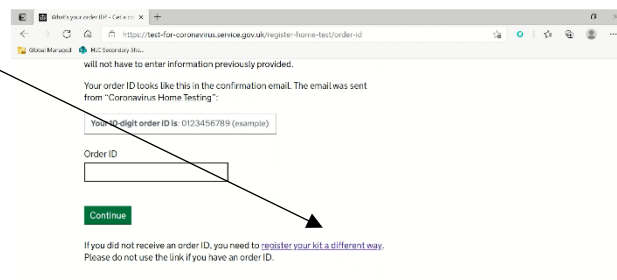 What's your order ID? - Get a co
https://test-for-coronavirus.service.gov.uk/register-home-test/order-id
Global Managed
will not have to enter information previously provided.
Your order ID looks like this in the confirmation email. The email was sent
from "Coronavirus Home Testing":
Your 10-digit order ID is: 0123456789 (example)
Order ID
Continue
If you did not receive an order ID, you need to register your kit a different way.
Please do not use the link if you have an order ID.